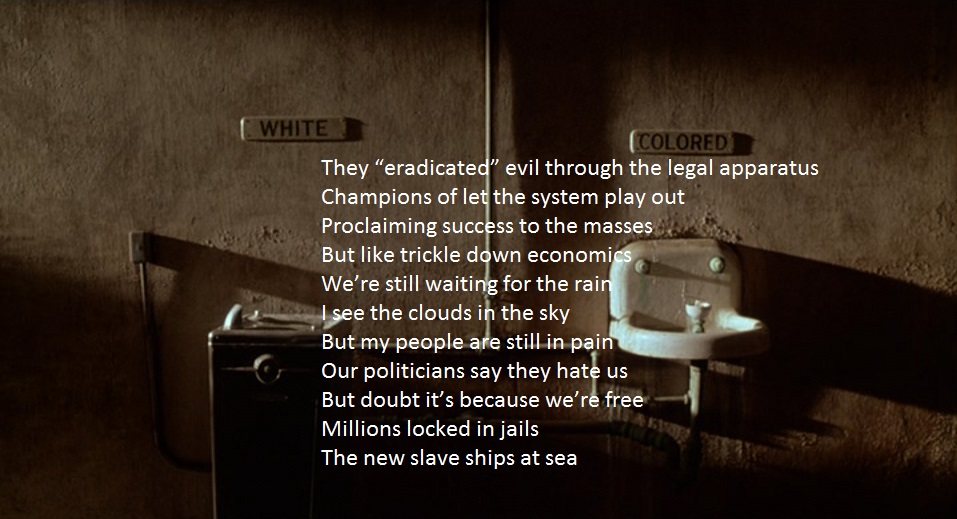 WHITE
COLORED
They “eradicated” evil through the legal apparatus
Champions of let the system play out
Proclaiming success to the masses
But like trickle down economics
We’re still waiting for the rain
I see the clouds in the sky
But my people are still in pain
Our politicians say they hate us
But doubt it’s because we’re free
Millions locked in jails
The new slave ships at sea